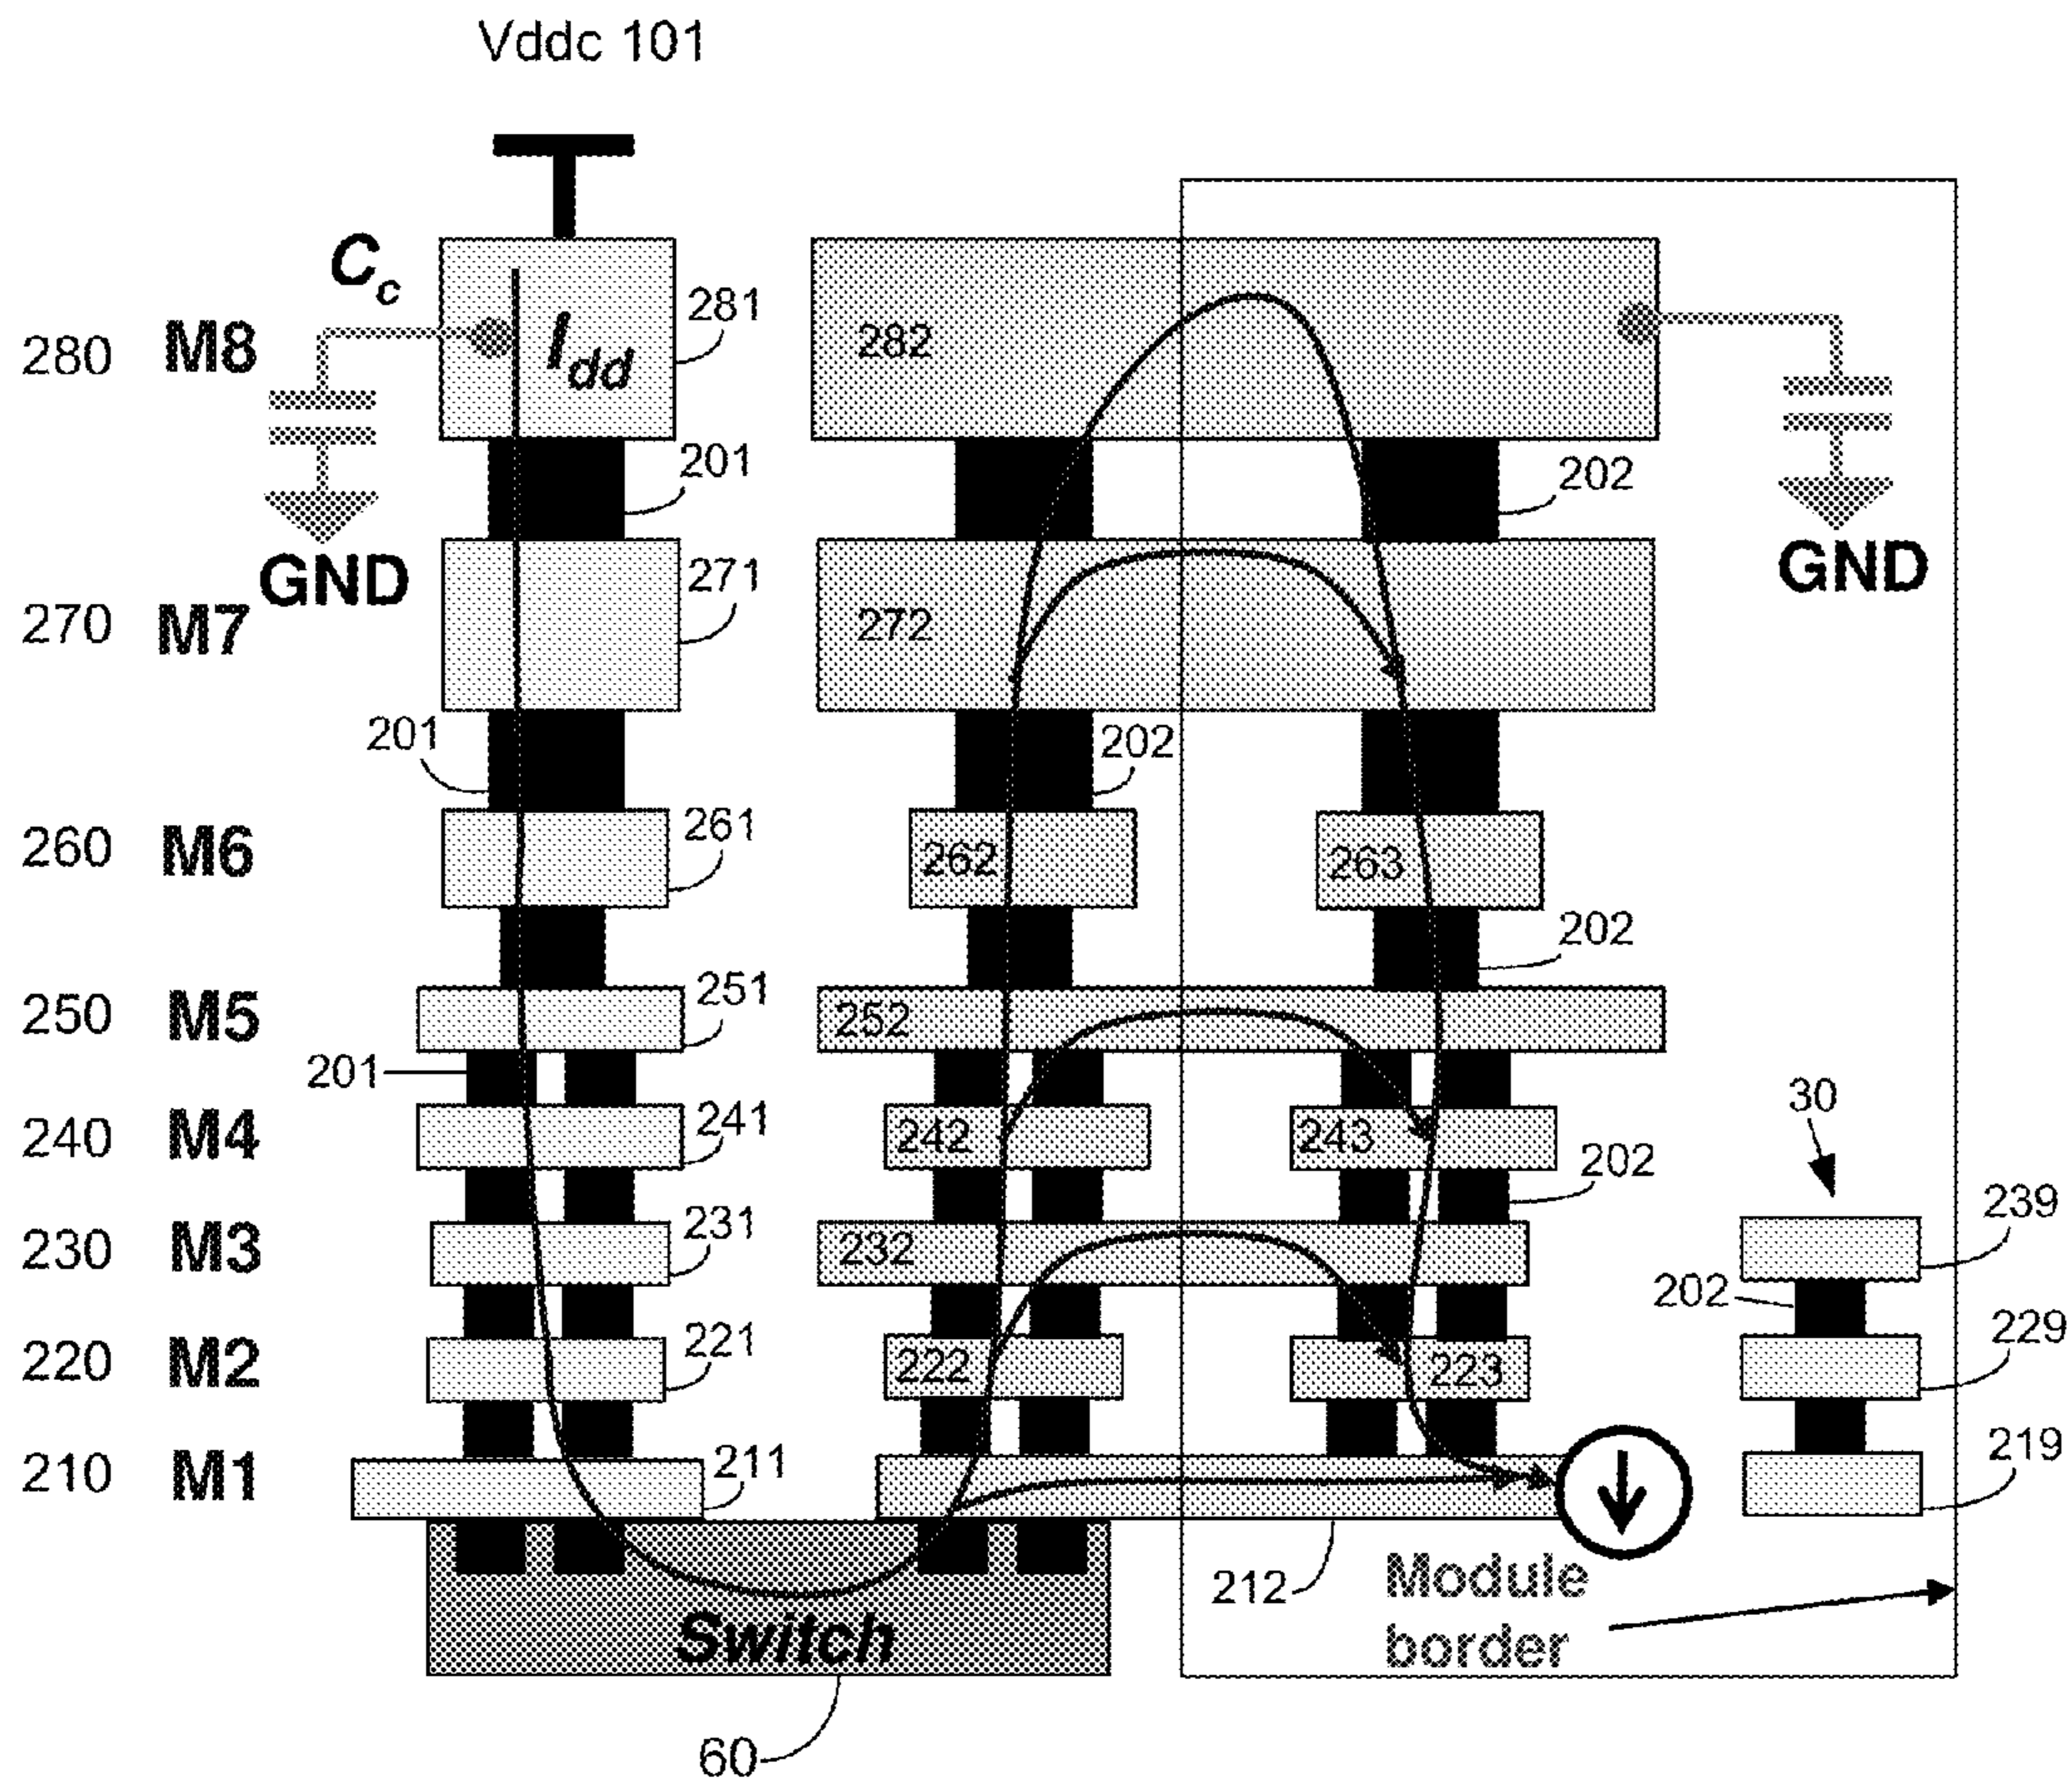 Vddc 101
Cc
281
280 M8
Idd
282
201
202
GND
GND
271
270 M7
272
201
202
261
260 M6
262
263
202
251
250 M5
252
201
30
241
240 M4
242
243
202
239
231
230 M3
232
202
229
221
220 M2
222
223
219
211
210 M1
212
Module
border
Switch
60